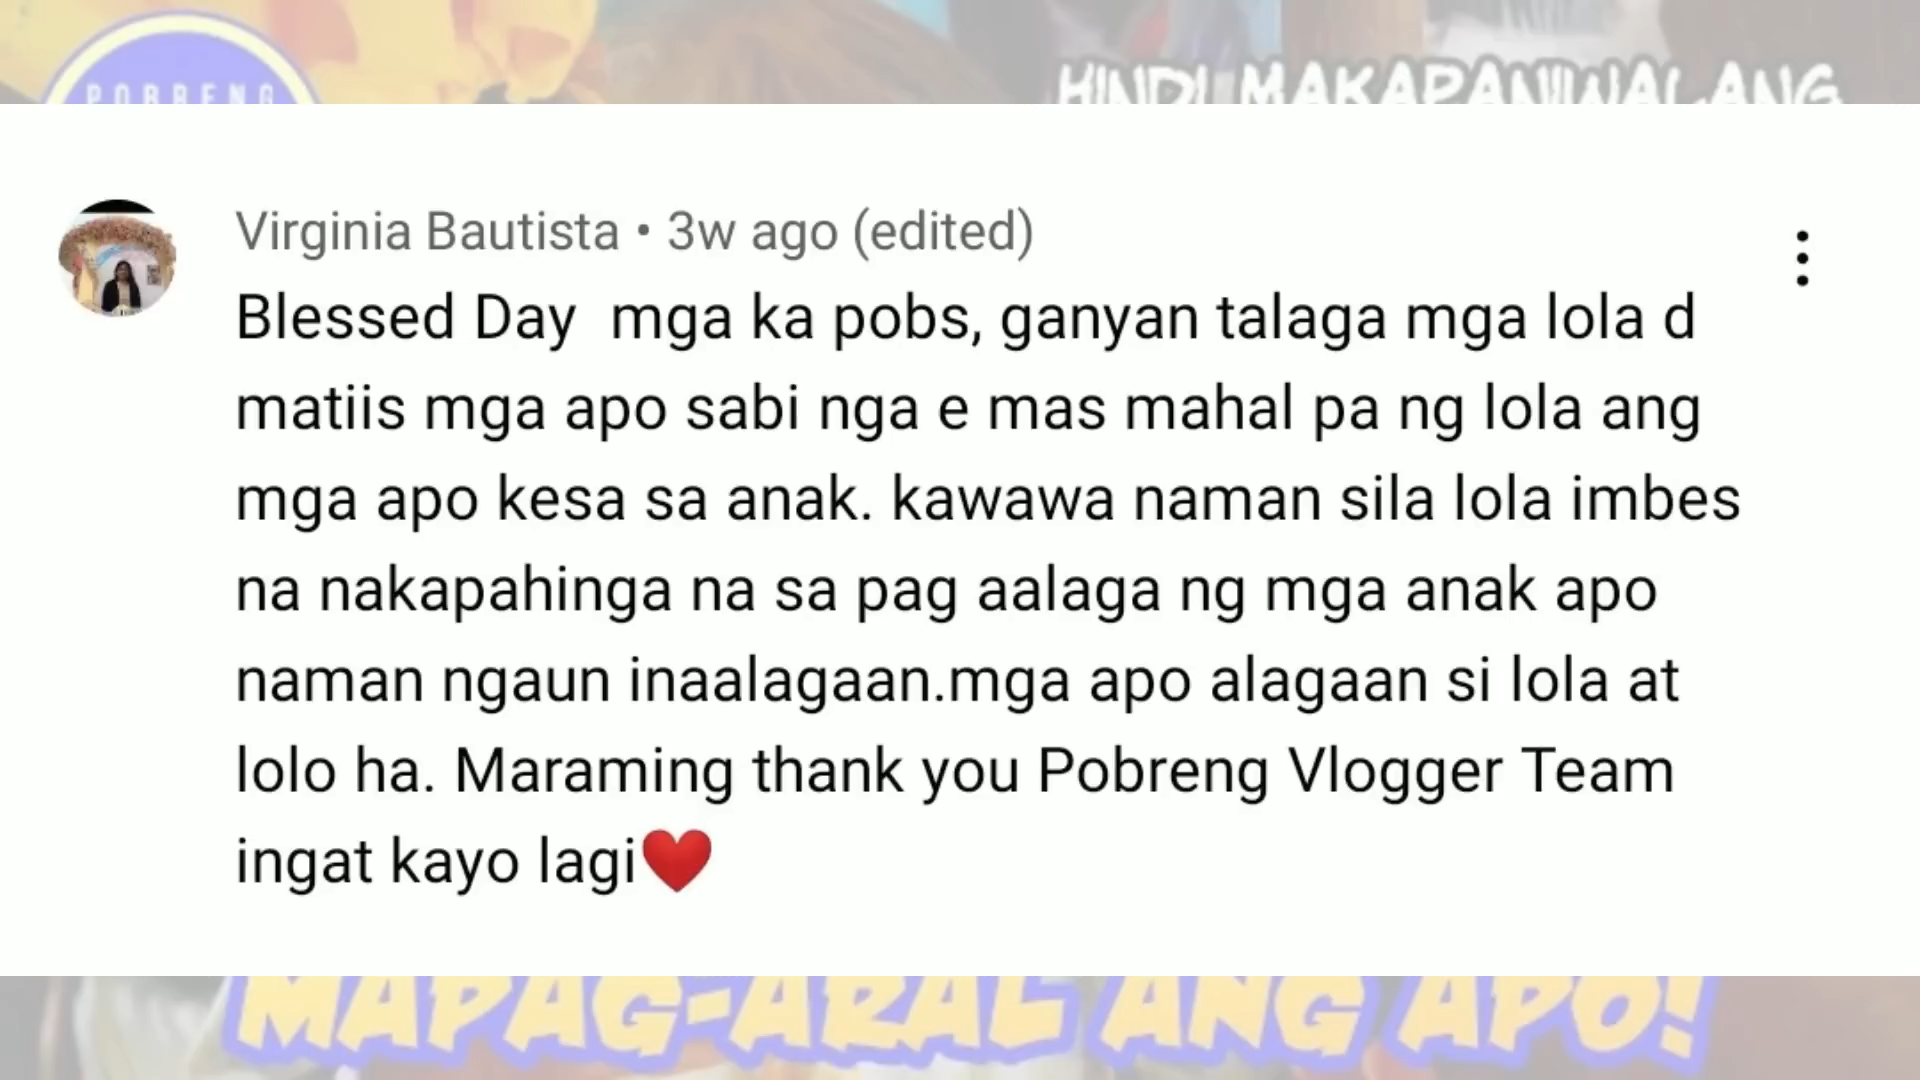 POBRENG
HINDI MAKAPANIWALANG
Virginia Bautista • 3w ago (edited)
Blessed Day  mga ka pobs, ganyan talaga mga lola d
matiis mga apo sabi nga e mas mahal pa ng lola ang
mga apo kesa sa anak. kawawa naman sila lola imbes
na nakapahinga na sa pag aalaga ng mga anak apo
naman ngaun inaalagaan.mga apo alagaan si lola at
lolo ha. Maraming thank you Pobreng Vlogger Team
ingat kayo lagi❤️
MAPAG-ARAL ANG APO!